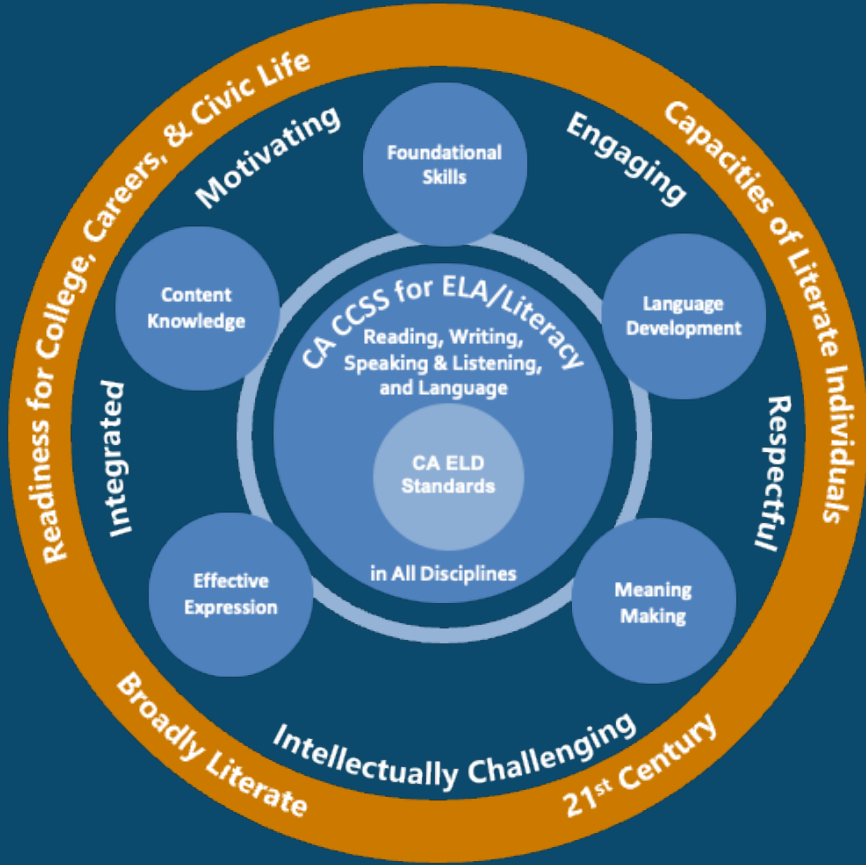 Readiness for College, Careers, & Civic Life
Capacities of Literate Individuals
21st Century
Broadly Literate
Motivating
Engaging
Respectful
Intellectually Challenging
Integrated
Foundational
Skills
Language
Development
Meaning
Making
Effective
Expression
Content
Knowledge
CA CCSS for ELA/Literacy
Reading, Writing,
Speaking & Listening,
and Language
CA ELD
Standards
in All Disciplines